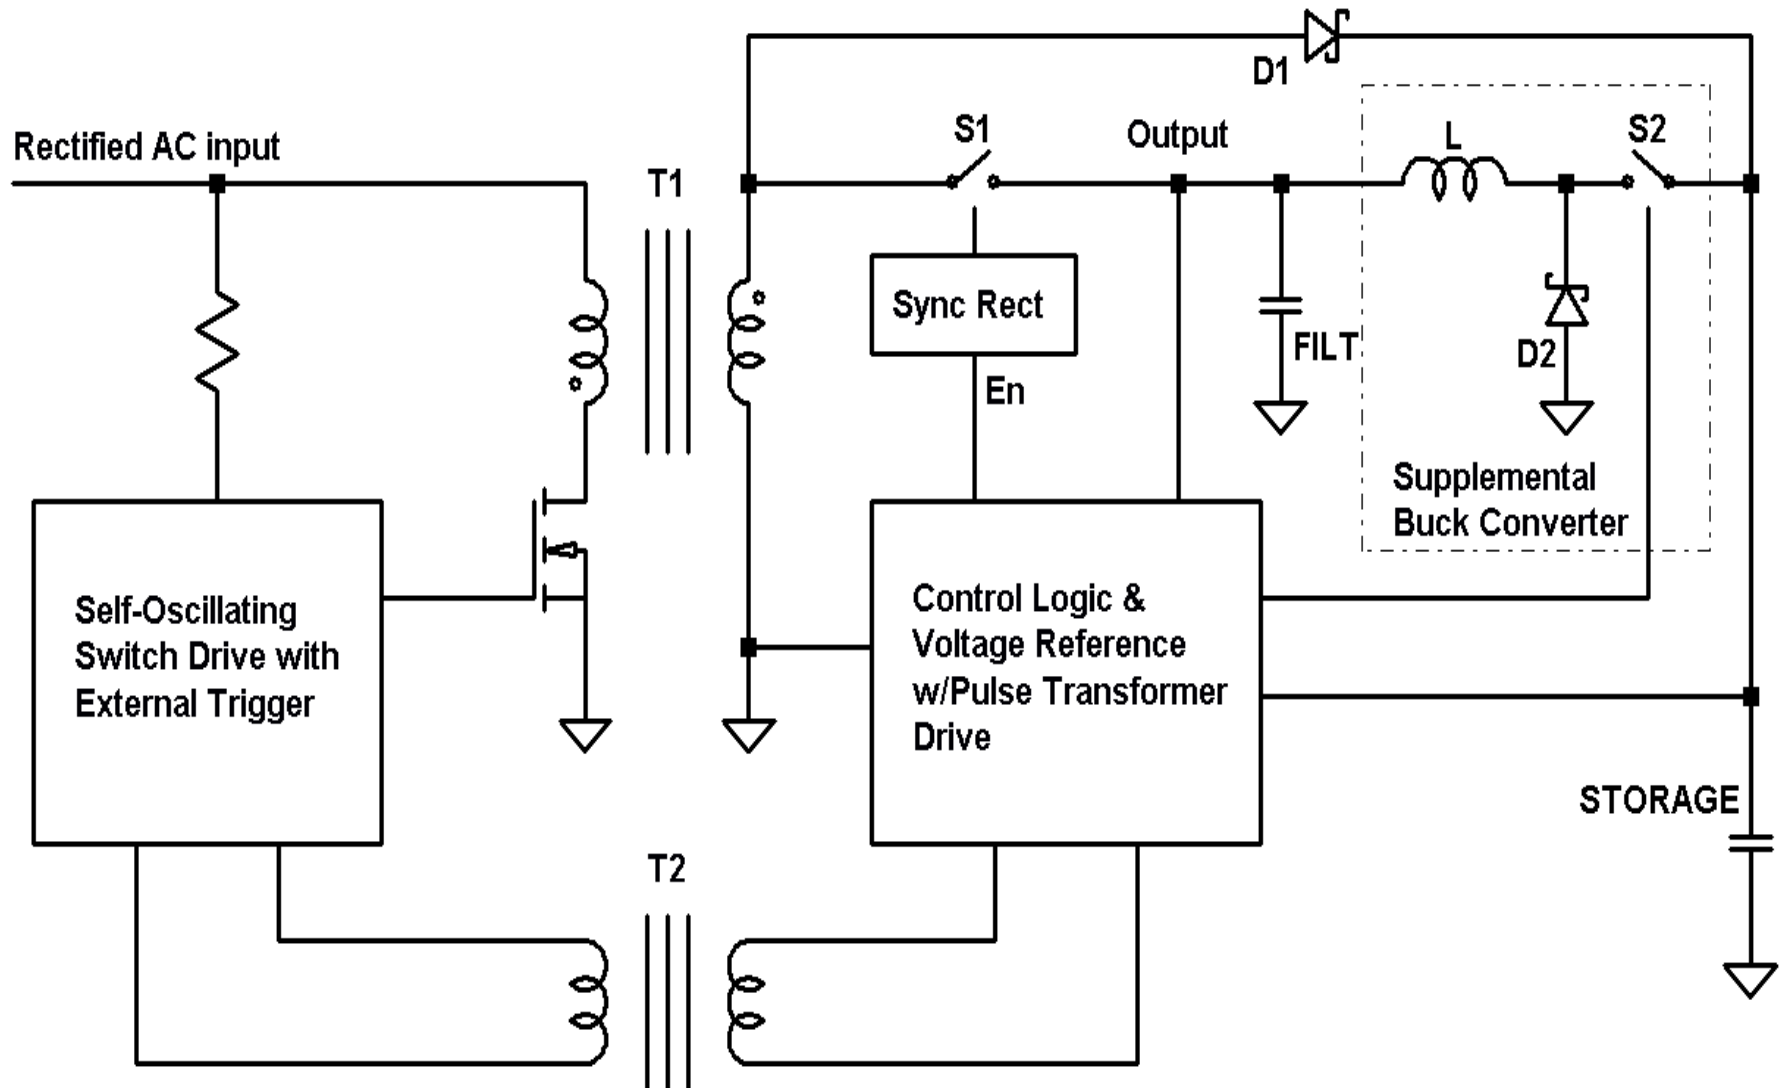 D1
Rectified AC input
T1
S1
Output
L
S2
Sync Rect
En
FILT
D2
Supplemental
Buck Converter
Self-Oscillating
Switch Drive with
External Trigger
Control Logic &
Voltage Reference
w/Pulse Transformer
Drive
STORAGE
T2